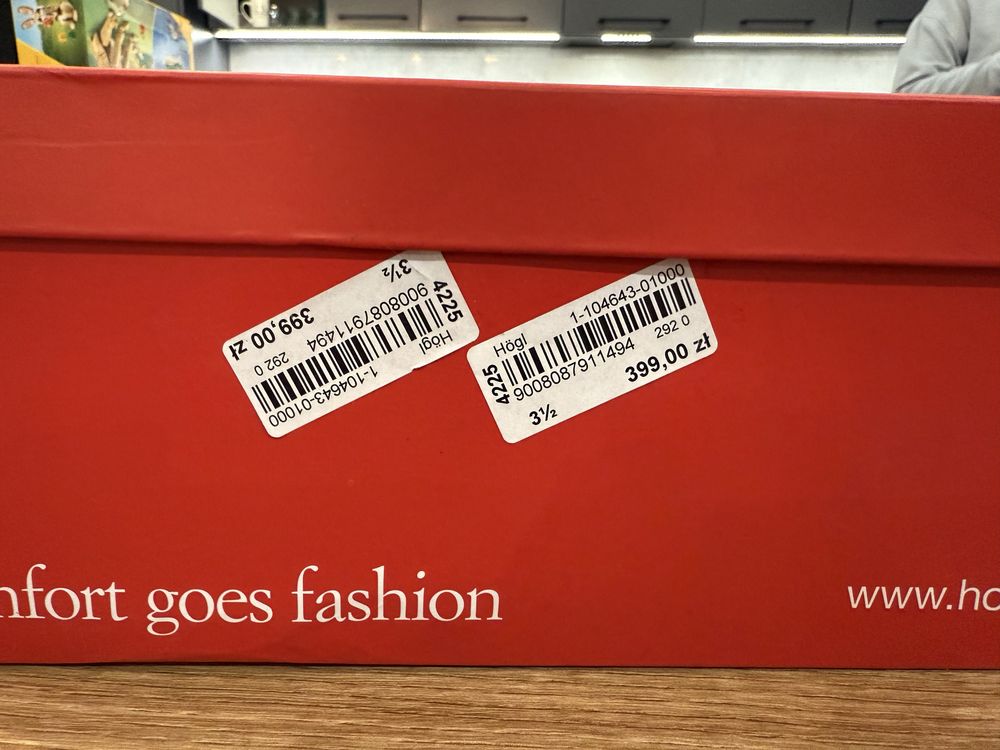 3½
4225
399,00 zł
9008087911494
292 0
Högl
1-104643-01000
1-104643-01000
Högl
4225
9008087911494
292 0
3½
399,00 zł
mfort goes fashion
www.ho